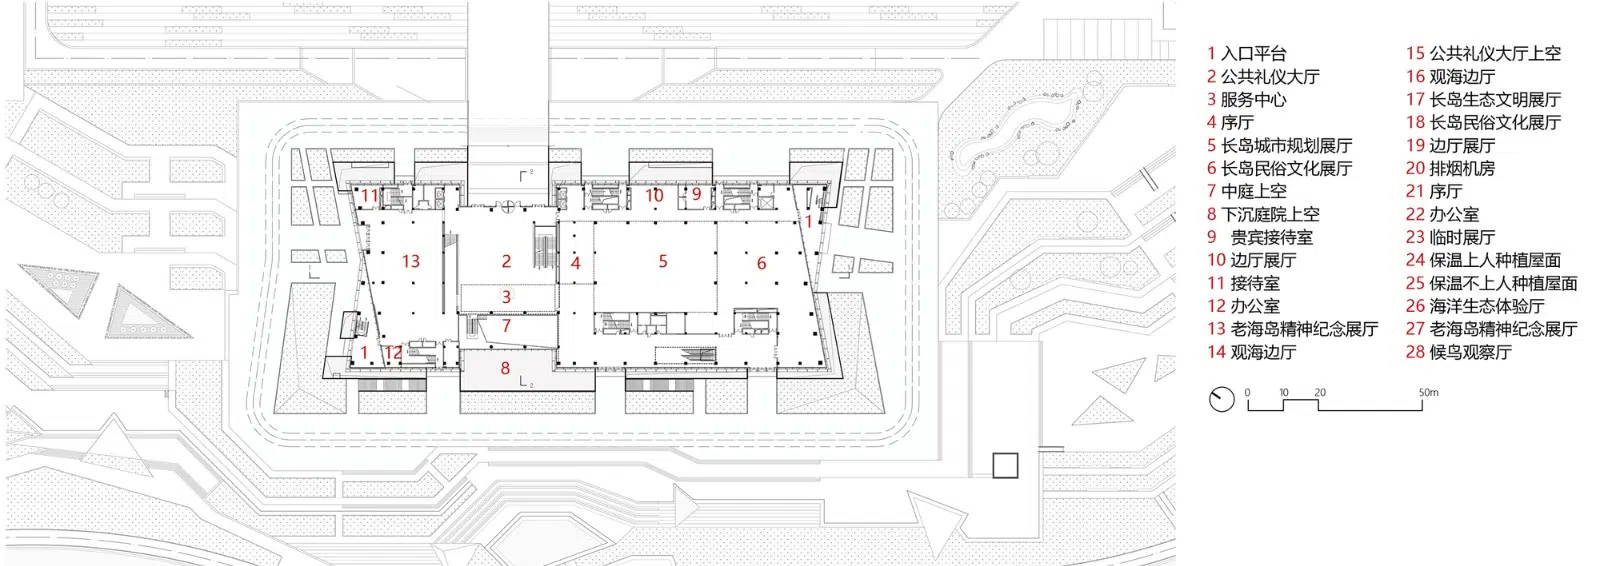 2
11
10
9
1
13
2
4
5
6
3
7
1
12
8
2
1 入口平台
2 公共礼仪大厅
3 服务中心
4 序厅
5 长岛城市规划展厅
6 长岛民俗文化展厅
7 中庭上空
8 下沉庭院上空
9 贵宾接待室
10 边厅展厅
11 接待室
12 办公室
13 老海岛精神纪念展厅
14 观海边厅
15 公共礼仪大厅上空
16 观海边厅
17 长岛生态文明展厅
18 长岛民俗文化展厅
19 边厅展厅
20 排烟机房
21 序厅
22 办公室
23 临时展厅
24 保温上人种植屋面
25 保温不上人种植屋面
26 海洋生态体验厅
27 老海岛精神纪念展厅
28 候鸟观察厅
0 10 20 50m